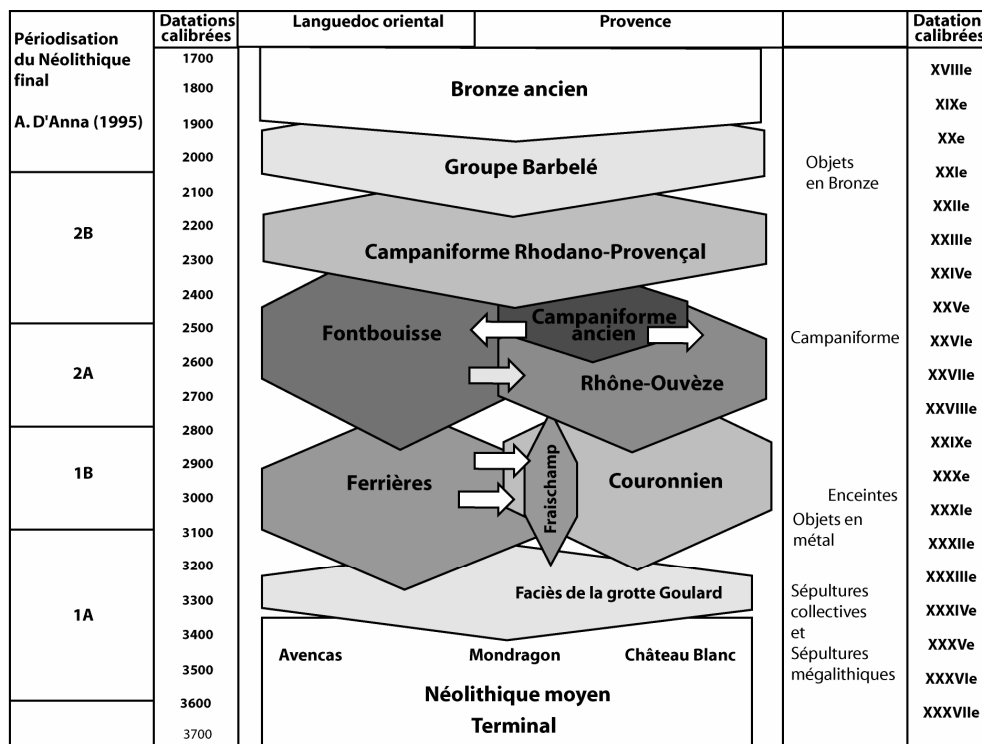 Périodisation
du Néolithique
final
A. D'Anna (1995)
2B
2A
1B
1A
Datations
calibrées
1700
1800
1900
2000
2100
2200
2300
2400
2500
2600
2700
2800
2900
3000
3100
3200
3300
3400
3500
3600
3700
Languedoc oriental
Provence
Bronze ancien
Groupe Barbelé
Campaniforme Rhodano-Provençal
Fontbouisse
Campaniforme
ancien
Rhône-Ouvèze
Ferrières
Fraischamp
Couronnien
Faciès de la grotte Goulard
Avencas
Mondragon
Château Blanc
Néolithique moyen
Terminal
Objets
en Bronze
Campaniforme
Enceintes
Objets en
métal
Sépultures
collectives
et
Sépultures
mégalithiques
Datations
calibrées
XVIIIe
XIXe
XXe
XXIe
XXIIe
XXIIIe
XXIVe
XXVe
XXVIe
XXVIIe
XXVIIIe
XXIXe
XXXe
XXXIe
XXXIIe
XXXIIIe
XXXIVe
XXXVe
XXXVIe
XXXVIIe